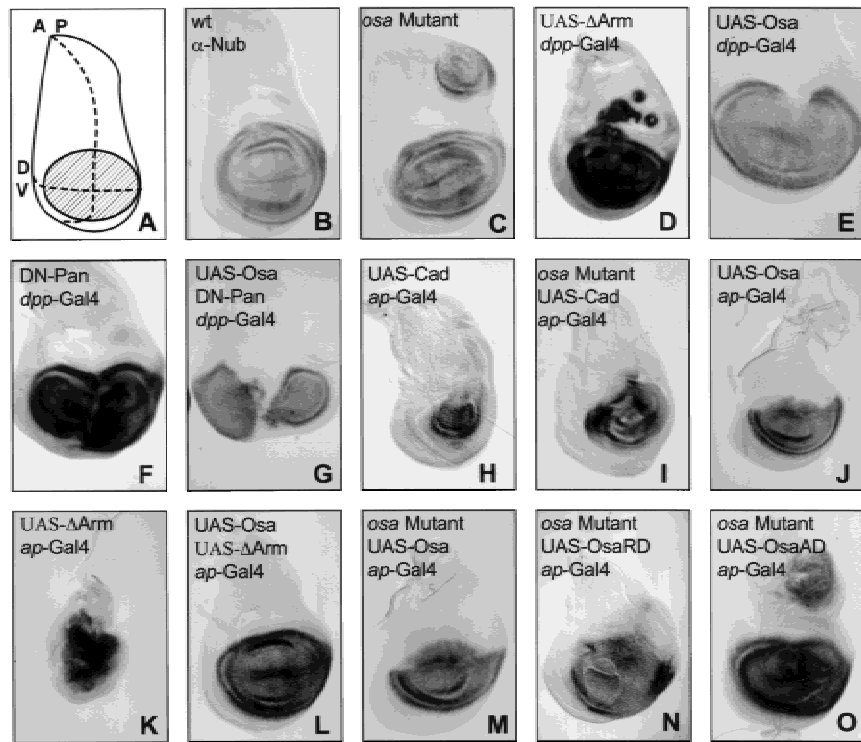 A P
D
V
A
wt
α-Nub
B
osa Mutant
C
UAS-ΔArm
dpp-Gal4
D
UAS-Osa
dpp-Gal4
E
DN-Pan
dpp-Gal4
F
UAS-Osa
DN-Pan
dpp-Gal4
G
UAS-Cad
ap-Gal4
H
osa Mutant
UAS-Cad
ap-Gal4
I
UAS-Osa
ap-Gal4
J
UAS-ΔArm
ap-Gal4
K
UAS-Osa
UAS-ΔArm
ap-Gal4
L
osa Mutant
UAS-Osa
ap-Gal4
M
osa Mutant
UAS-OsaRD
ap-Gal4
N
osa Mutant
UAS-OsaAD
ap-Gal4
O